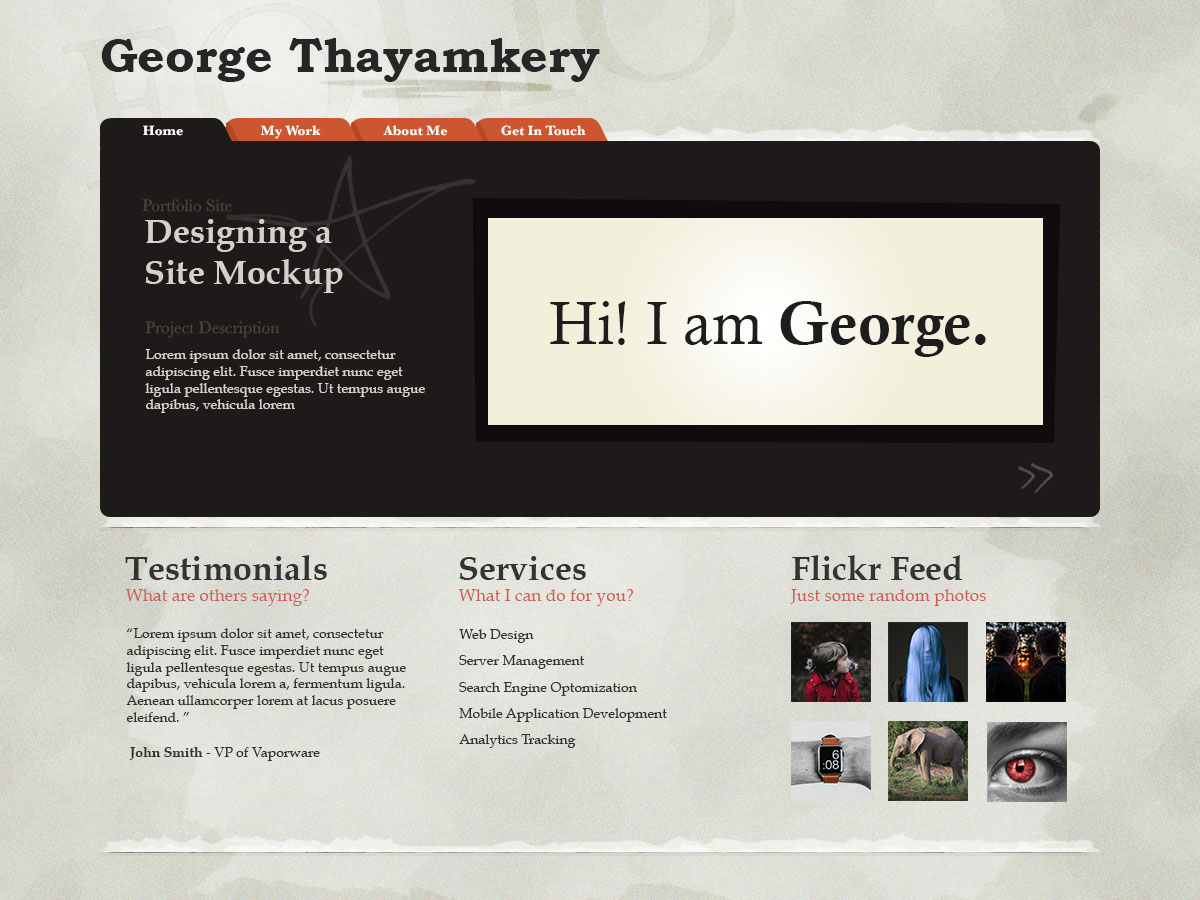 FOLIO
George Thayamkery
Home
My Work
About Me
Get In Touch
Portfolio Site
Designing a
Site Mockup
Project Description
Lorem ipsum dolor sit amet, consectetur
adipiscing elit. Fusce imperdiet nunc eget
ligula pellentesque egestas. Ut tempus augue
dapibus, vehicula lorem
Hi! I am George.
Testimonials
What are others saying?
“Lorem ipsum dolor sit amet, consectetur
adipiscing elit. Fusce imperdiet nunc eget
ligula pellentesque egestas. Ut tempus augue
dapibus, vehicula lorem a, fermentum ligula.
Aenean ullamcorper lorem at lacus posuere
eleifend. ”
John Smith - VP of Vaporware
Services
What I can do for you?
Web Design
Server Management
Search Engine Optomization
Mobile Application Development
Analytics Tracking
Flickr Feed
Just some random photos
6
:08